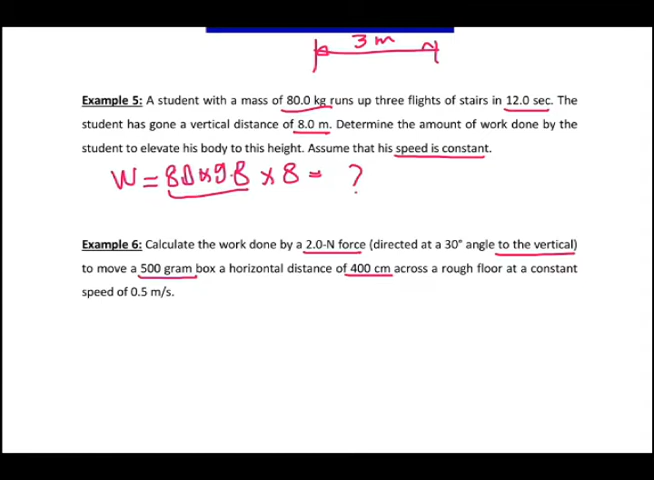 3 m
Example 5: A student with a mass of 80.0 kg runs up three flights of stairs in 12.0 sec. The
student has gone a vertical distance of 8.0 m. Determine the amount of work done by the
student to elevate his body to this height. Assume that his speed is constant.
W = 80 x 9.8 x 8 = ?
Example 6: Calculate the work done by a 2.0-N force (directed at a 30° angle to the vertical)
to move a 500 gram box a horizontal distance of 400 cm across a rough floor at a constant
speed of 0.5 m/s.